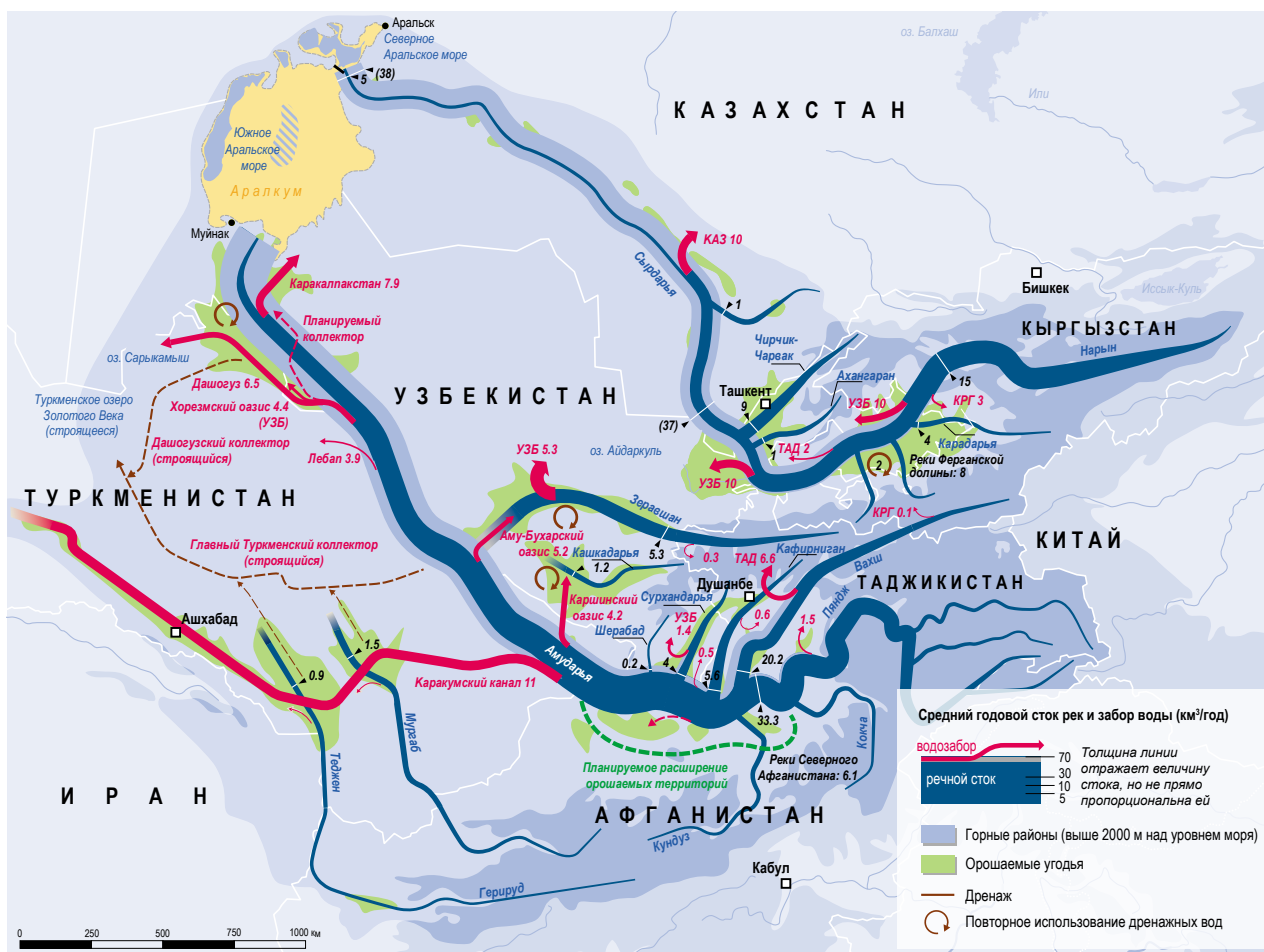 Аральск
Северное
Аральское море
оз. Балхаш
5
(38)
Или
КАЗАХСТАН
Южное
Аральское
море
Аралкум
Муйнак
КАЗ 10
Сырдарья
Каракалпакстан 7.9
1
Бишкек
Иссык-Куль
Планируемый
коллектор
КЫРГЫЗСТАН
Нарын
Чирчик-
Чарвак
оз. Сарыкамыш
Ташкент
Ахангаран
15
Дашогуз 6.5
УЗБЕКИСТАН
9
УЗБ 10
КРГ 3
Туркменское озеро
Золотого Века
(строящееся)
Хорезмский оазис 4.4
(УЗБ)
(37)
4
Карадарья
Дашогузский коллектор
(строящийся)
оз. Айдаркуль
1
ТАД 2
Реки Ферганской
долины: 8
2
Лебап 3.9
УЗБ 5.3
УЗБ 10
ТУРКМЕНИСТАН
Зеравшан
КРГ 0.1
Главный Туркменский коллектор
(строящийся)
Аму-Бухарский
оазис 5.2
5.3
КИТАЙ
Кашкадарья
1.2
0.3
ТАД 6.6
Кафирниган
Вахш
ТАДЖИКИСТАН
Душанбе
Пяндж
Каршинский
оазис 4.2
Сурхандарья
УЗБ
1.4
0.6
1.5
Ашхабад
Шерабад
1.5
0.5
0.9
Амударья
0.2
4
5.6
20.2
Каракумский канал 11
33.3
Мургаб
Теджен
Кокча
Планируемое расширение
орошаемых территорий
Реки Северного
Афганистана: 6.1
ИРАН
АФГАНИСТАН
Кундуз
Кабул
Герируд
Средний годовой сток рек и забор воды (км³/год)
водозабор
речной сток
70
30
10
5
Толщина линии
отражает величину
стока, но не прямо
пропорциональна ей
Горные районы (выше 2000 м над уровнем моря)
Орошаемые угодья
Дренаж
Повторное использование дренажных вод
0 250 500 750 1000 км